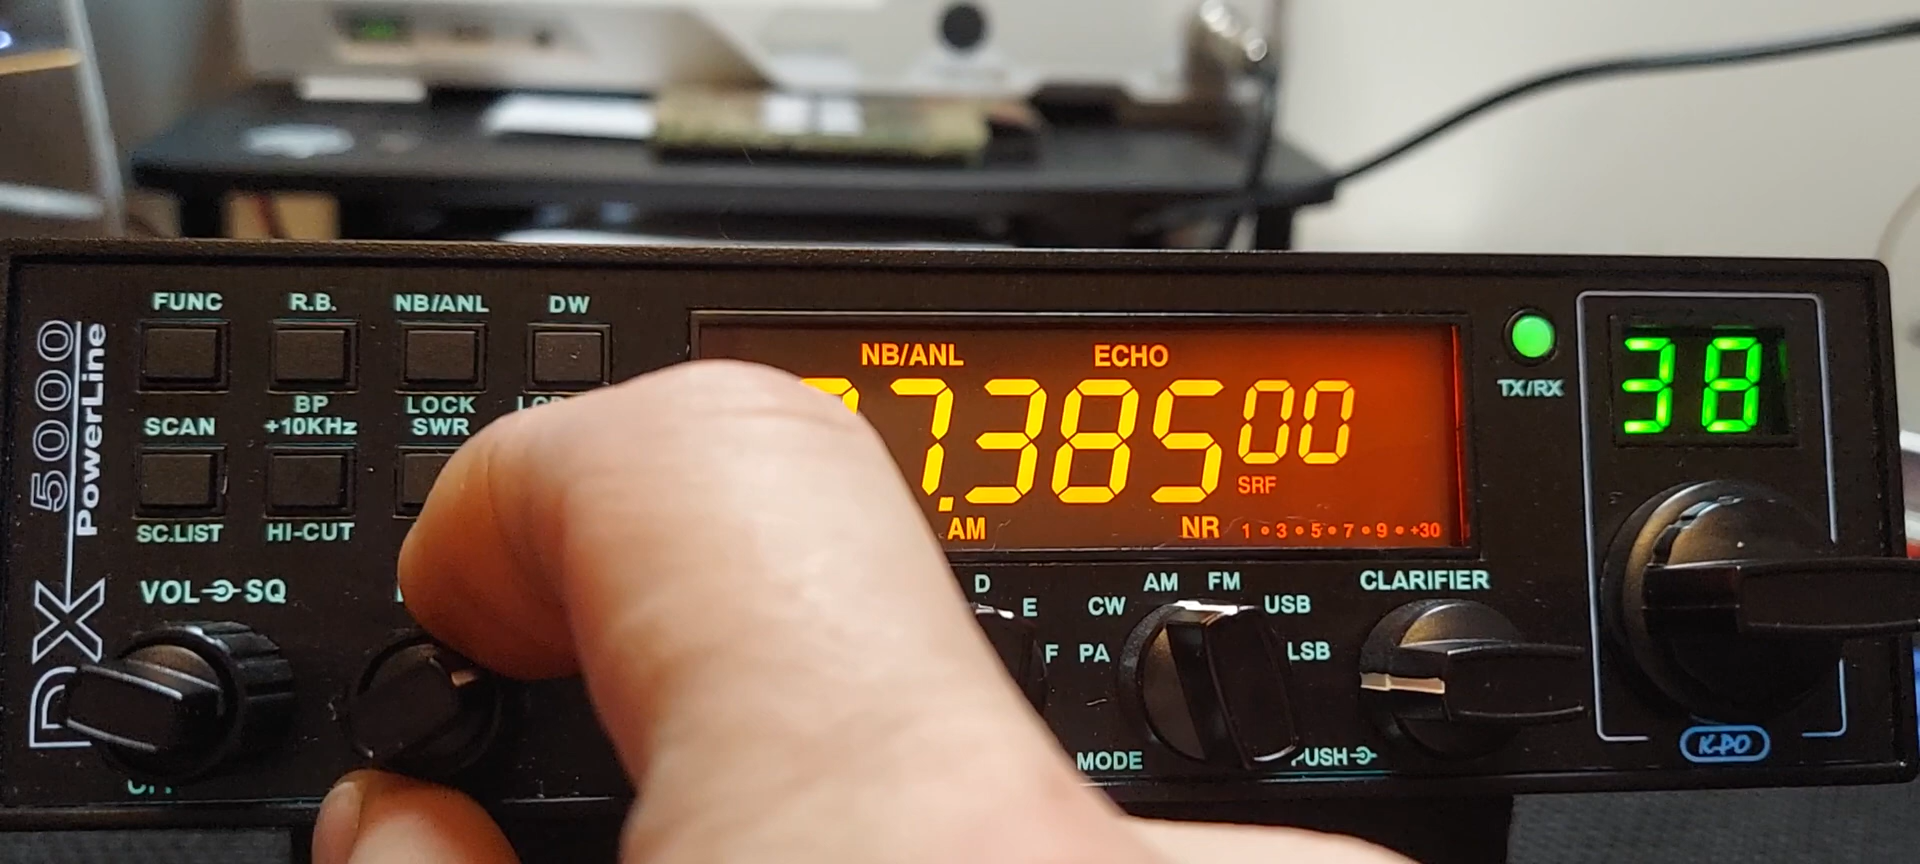 DX 5000
PowerLine
FUNC R.B. NB/ANL DW
SCAN BP +10KHz LOCK SWR
SC.LIST HI-CUT
VOL SQ
NB/ANL ECHO
7.38500
SRF
AM NR 1 3 5 7 9 +30
TX/RX
38
D E F
PA CW AM FM USB LSB
MODE
CLARIFIER
PUSH
K-PO